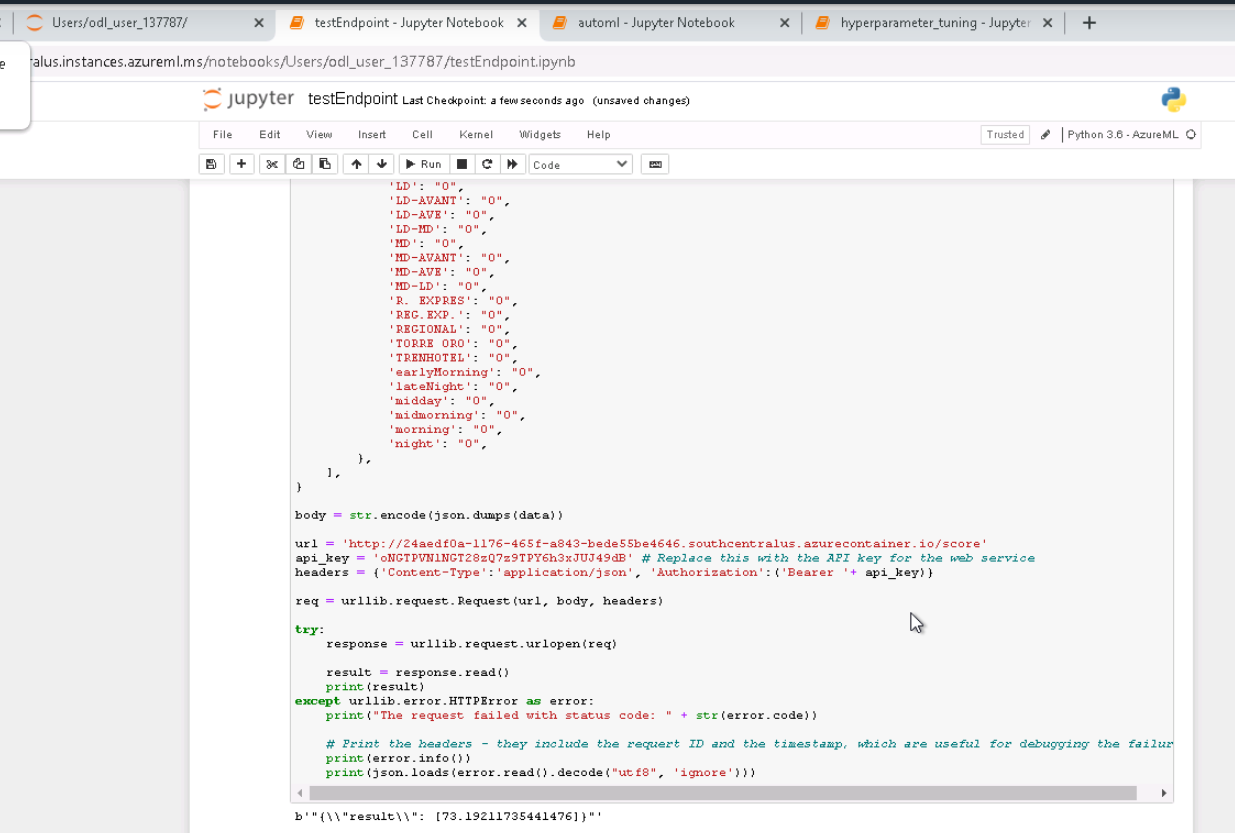 Users/odl_user_137787/
testEndpoint - Jupyter Notebook
automl - Jupyter Notebook
hyperparameter_tuning - Jupyter
e
ralus.instances.azureml.ms/notebooks/Users/odl_user_137787/testEndpoint.ipynb
jupyter testEndpoint Last Checkpoint: a few seconds ago (unsaved changes)
File Edit View Insert Cell Kernel Widgets Help
Trusted Python 3.6 - AzureML
Run Code
'LD': "0",
'LD-AVANT': "0",
'LD-AVE': "0",
'LD-MD': "0",
'MD': "0",
'MD-AVANT': "0",
'MD-AVE': "0",
'MD-LD': "0",
'R. EXPRES': "0",
'REG.EXP.': "0",
'REGIONAL': "0",
'TORRE ORO': "0",
'TRENHOTEL': "0",
'earlyMorning': "0",
'lateNight': "0",
'midday': "0",
'midmorning': "0",
'morning': "0",
'night': "0",
},
],
}
body = str.encode(json.dumps(data))
url = 'http://24aedf0a-1176-465f-a843-bede55be4646.southcentralus.azurecontainer.io/score'
api_key = 'oNGTPVNlNGT28zQ7z9TPY6h3xJUJ49dB' # Replace this with the API key for the web service
headers = {'Content-Type':'application/json', 'Authorization':('Bearer '+ api_key)}
req = urllib.request.Request(url, body, headers)
try:
response = urllib.request.urlopen(req)
result = response.read()
print(result)
except urllib.error.HTTPError as error:
print("The request failed with status code: " + str(error.code))
# Print the headers - they include the requert ID and the timestamp, which are useful for debugging the failur
print(error.info())
print(json.loads(error.read().decode("utf8", 'ignore')))
b'"{\\"result\\": [73.19211735441476]}"'